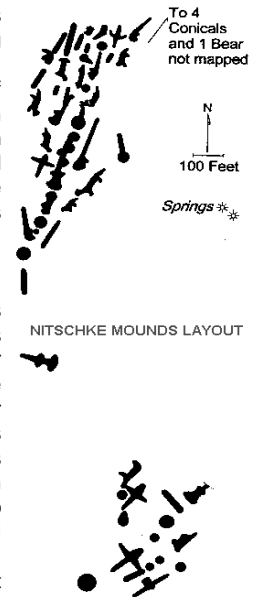 To 4
Conicals
and 1 Bear
not mapped
N
100 Feet
Springs
NITSCHKE MOUNDS LAYOUT